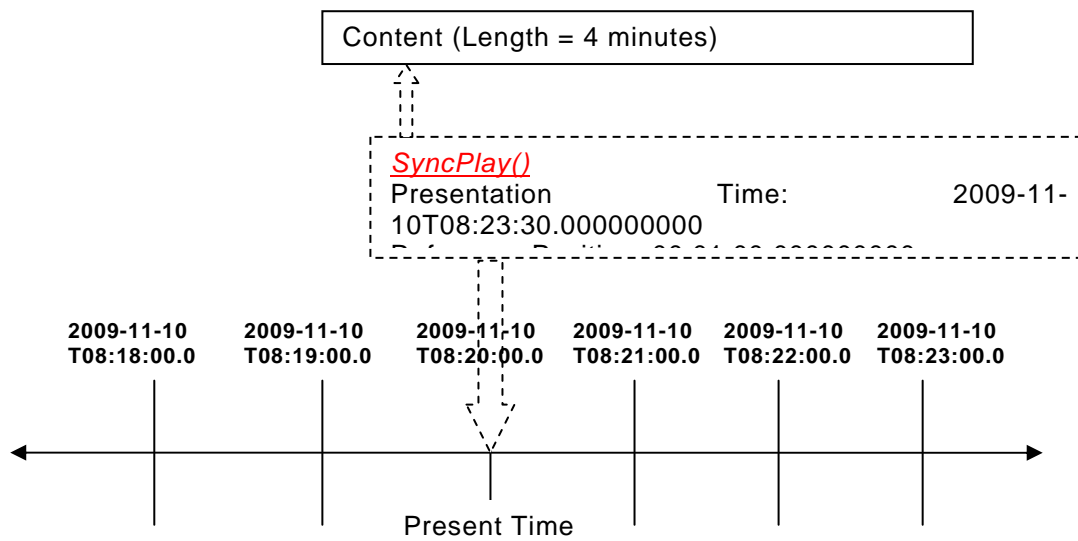 Content (Length = 4 minutes)
SyncPlay()
Presentation Time: 2009-11-
10T08:23:30.000000000
2009-11-10 2009-11-10 2009-11-10 2009-11-10 2009-11-10 2009-11-10
T08:18:00.0 T08:19:00.0 T08:20:00.0 T08:21:00.0 T08:22:00.0 T08:23:00.0
Present Time